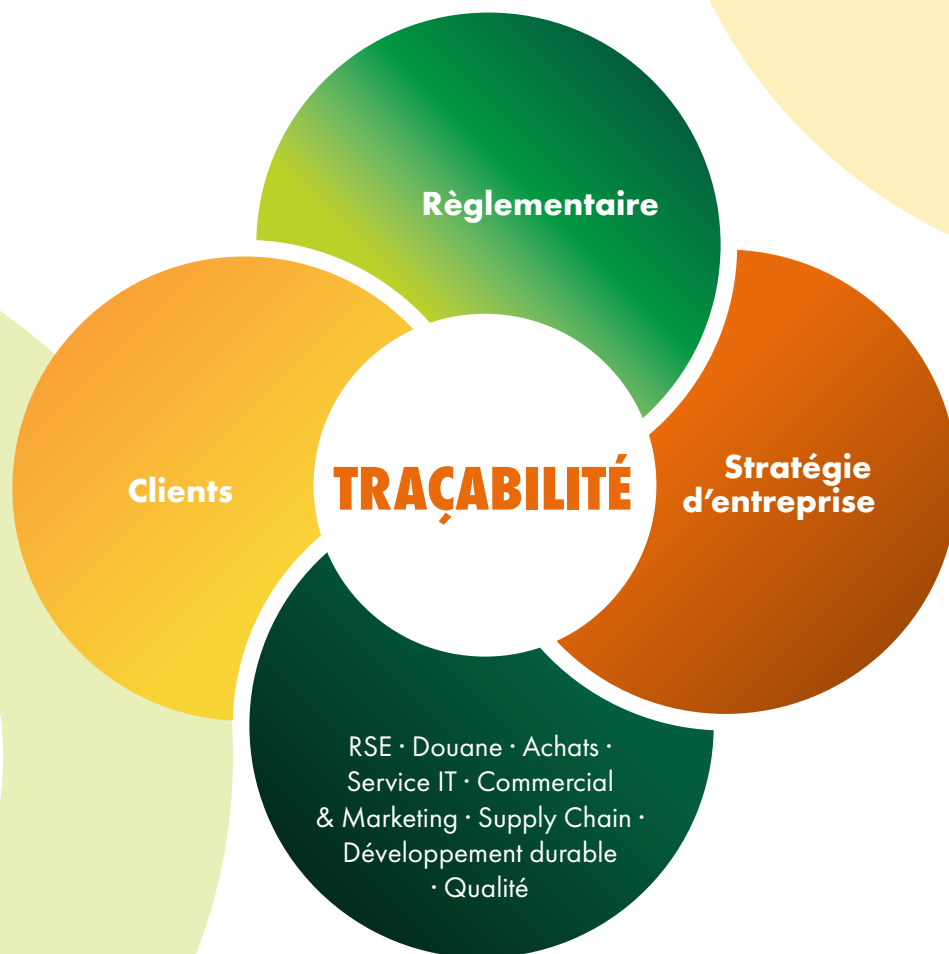 Règlementaire
Clients
TRAÇABILITÉ
Stratégie
d'entreprise
RSE · Douane · Achats ·
Service IT · Commercial
& Marketing · Supply Chain ·
Développement durable
· Qualité